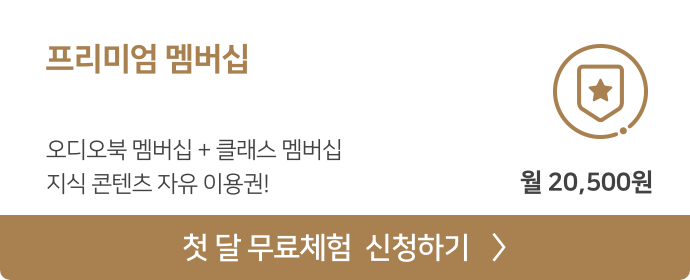 프리미엄 멤버십
오디오북 멤버십 + 클래스 멤버십
지식 콘텐츠 자유 이용권!
월 20,500원
첫 달 무료체험 신청하기 >